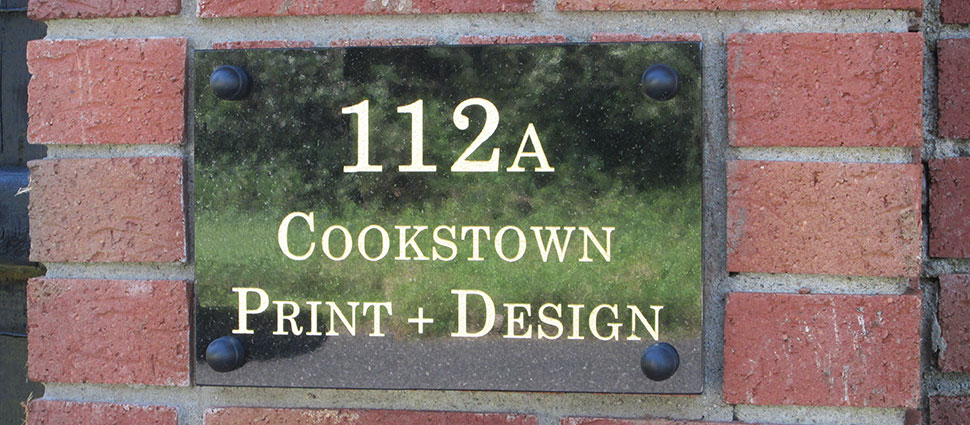 112A
Cookstown
Print + Design